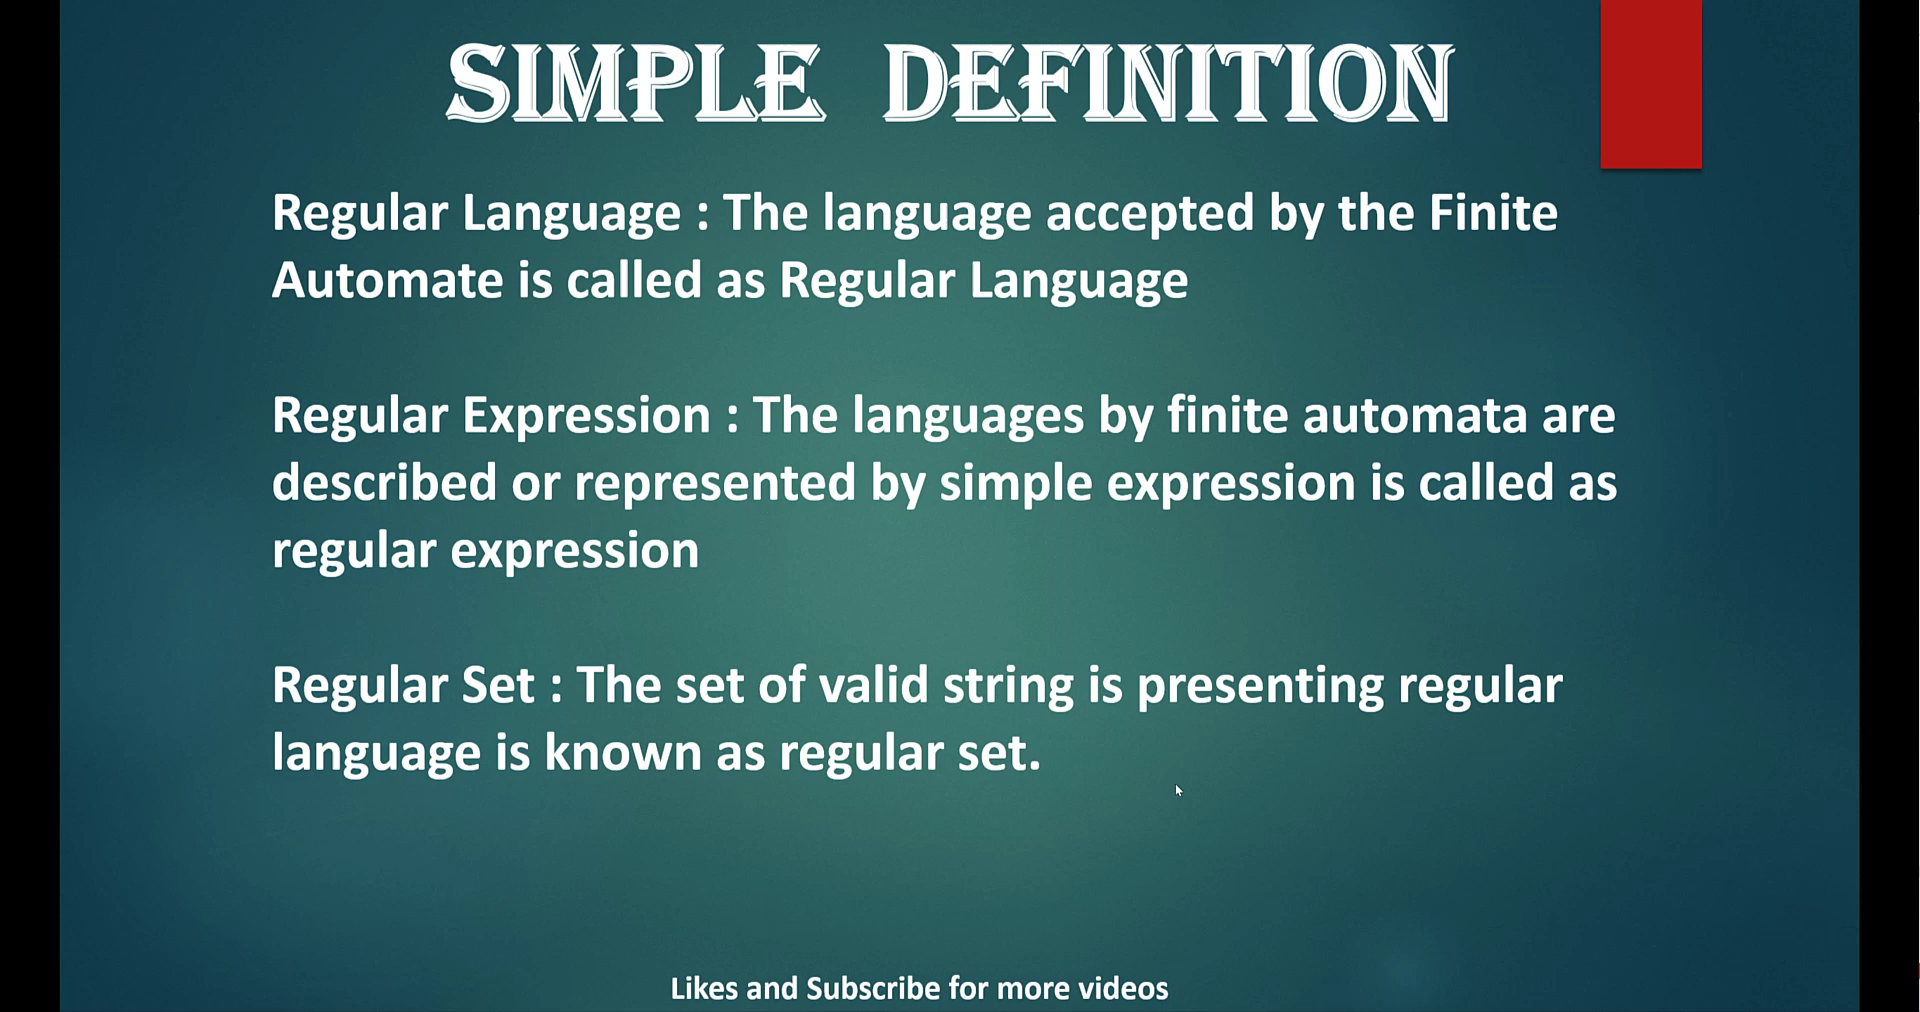 SIMPLE DEFINITION
Regular Language : The language accepted by the Finite
Automate is called as Regular Language
Regular Expression : The languages by finite automata are
described or represented by simple expression is called as
regular expression
Regular Set : The set of valid string is presenting regular
language is known as regular set.
Likes and Subscribe for more videos